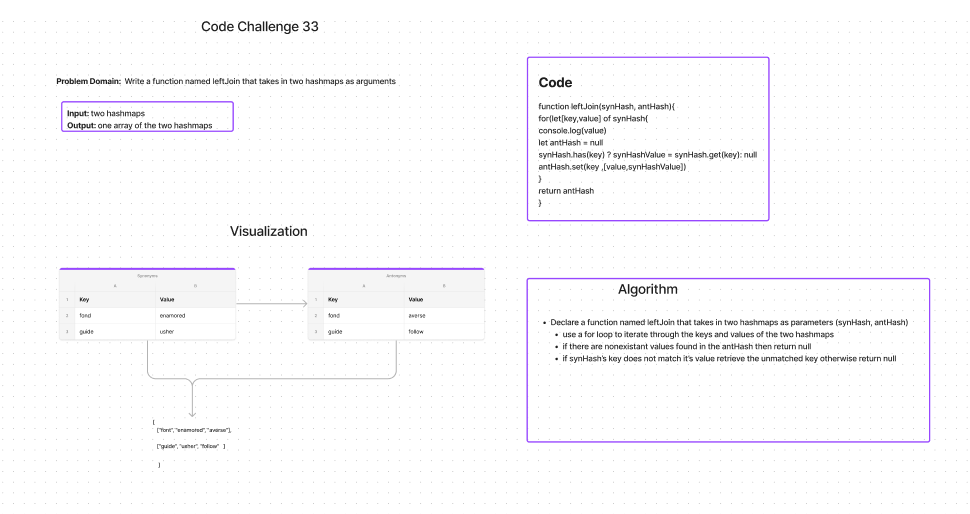 Code Challenge 33
Problem Domain: Write a function named leftJoin that takes in two hashmaps as arguments
Input: two hashmaps
Output: one array of the two hashmaps
Visualization
Synonyms
A B
1 Key Value
2 fond enamored
3 guide usher
Antonyms
A B
1 Key Value
2 fond averse
3 guide follow
[
["font", "enamored", "averse"],
["guide", "usher", "follow" ]
]
Code
function leftJoin(synHash, antHash){
for(let[key,value] of synHash{
console.log(value)
let antHash = null
synHash.has(key) ? synHashValue = synHash.get(key): null
antHash.set(key ,[value,synHashValue])
}
return antHash
}
Algorithm
• Declare a function named leftJoin that takes in two hashmaps as parameters (synHash, antHash)
• use a for loop to iterate through the keys and values of the two hashmaps
• if there are nonexistant values found in the antHash then return null
• if synHash's key does not match it's value retrieve the unmatched key otherwise return null